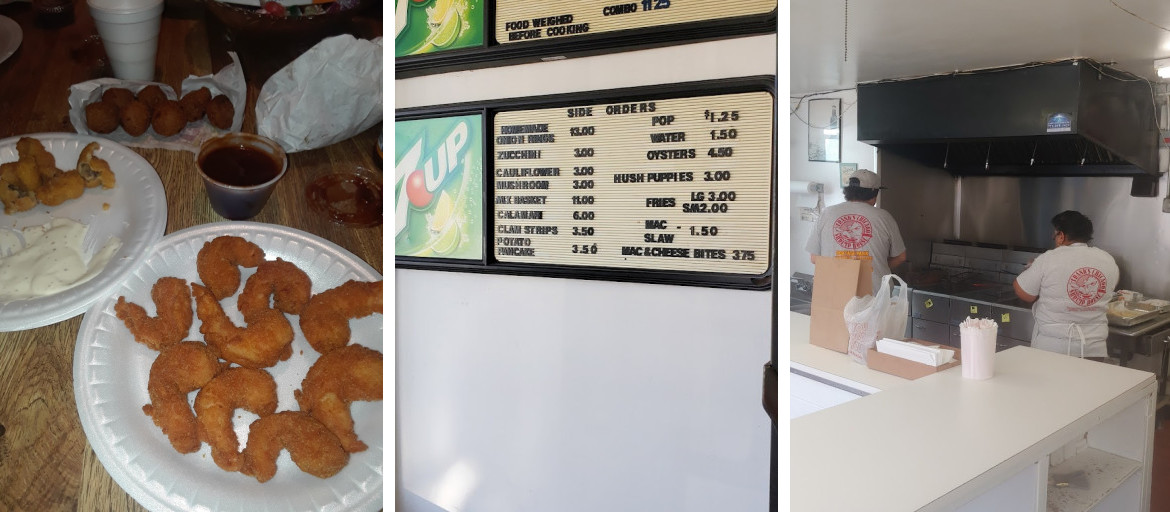 COMBO 11.25
FOOD WEIGHED
BEFORE COOKING
SIDE ORDERS
HOMEMADE
ONION RINGS 13.00
ZUCCHINI 3.00
CAULIFLOWER 3.00
MUSHROOM 3.00
MIX BASKET 11.00
CALAMARI 6.00
CLAM STRIPS 3.50
POTATO
PANCAKE 3.50
POP $1.25
WATER 1.50
OYSTERS 4.50
HUSH PUPPIES 3.00
FRIES LG 3.00
SM 2.00
MAC - 1.50
SLAW
MAC & CHEESE BITES 3.75
7UP